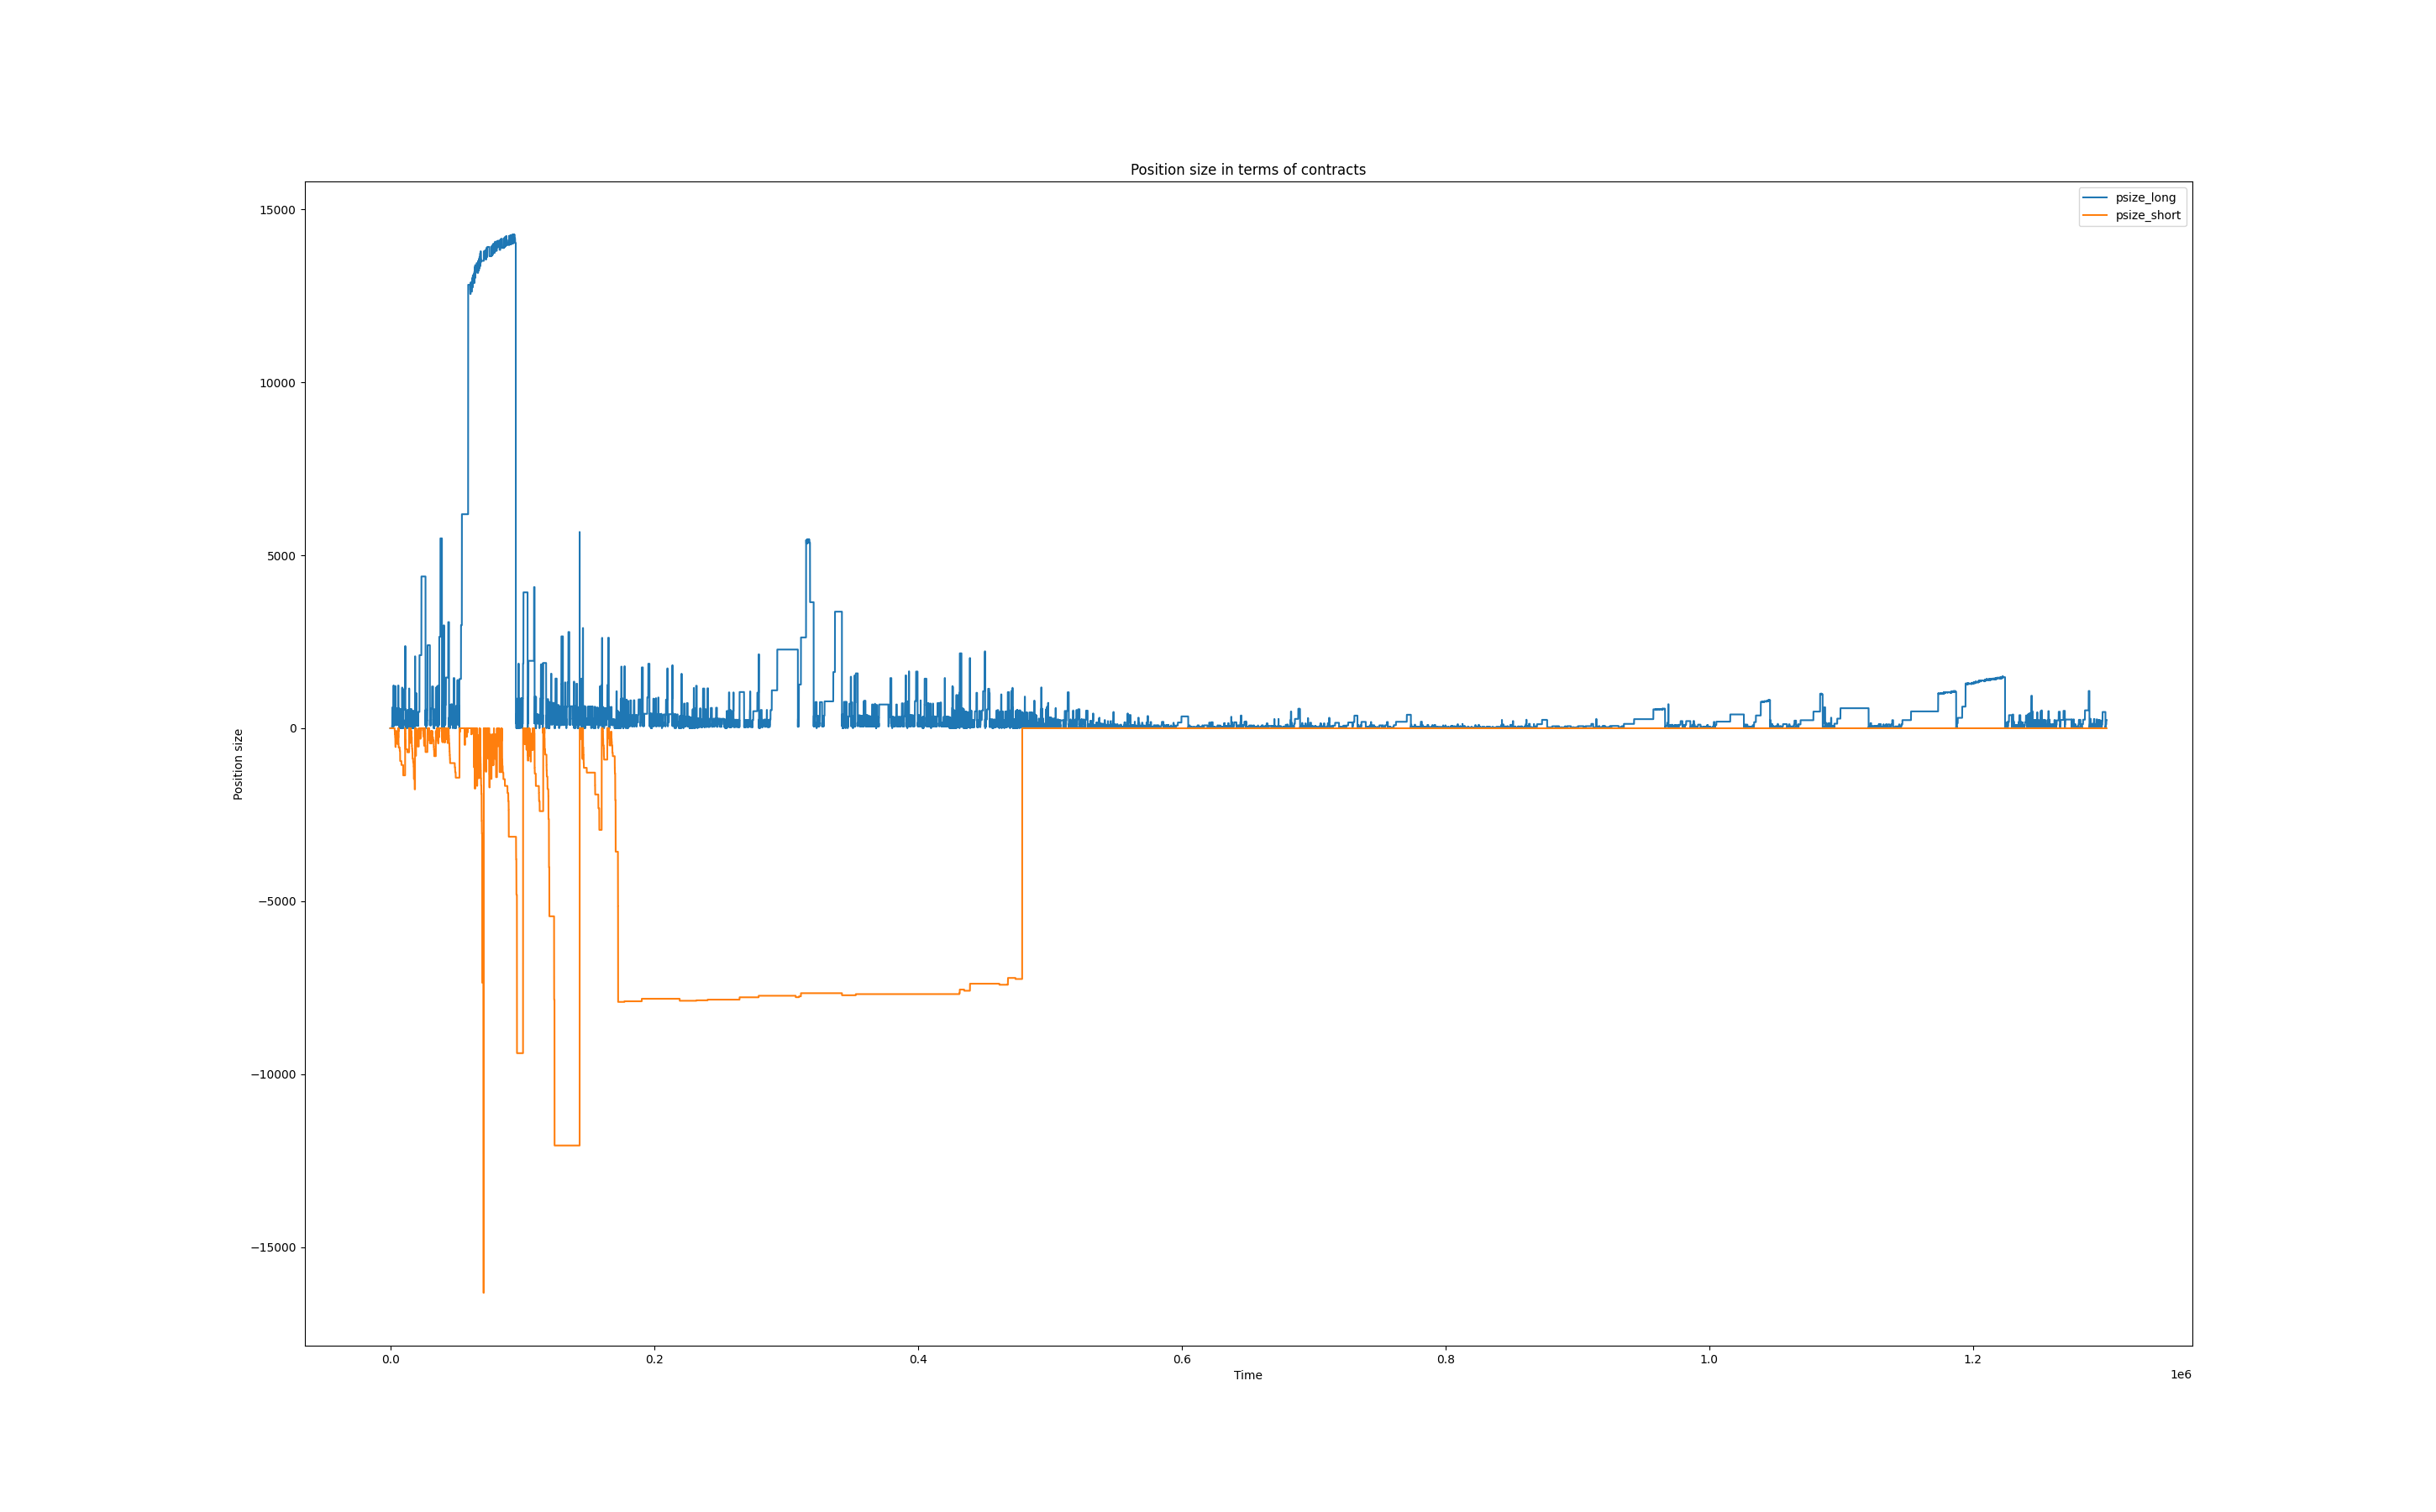 Position size in terms of contracts
psize_long
psize_short
15000
10000
5000
0
−5000
−10000
−15000
Position size
0.0 0.2 0.4 0.6 0.8 1.0 1.2
Time
1e6